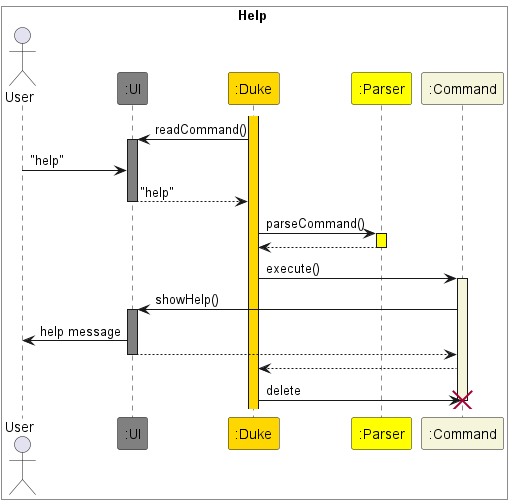 Help
User
:UI
:Duke
:Parser
:Command
readCommand()
"help"
"help"
parseCommand()
execute()
showHelp()
help message
delete
User
:UI
:Duke
:Parser
:Command